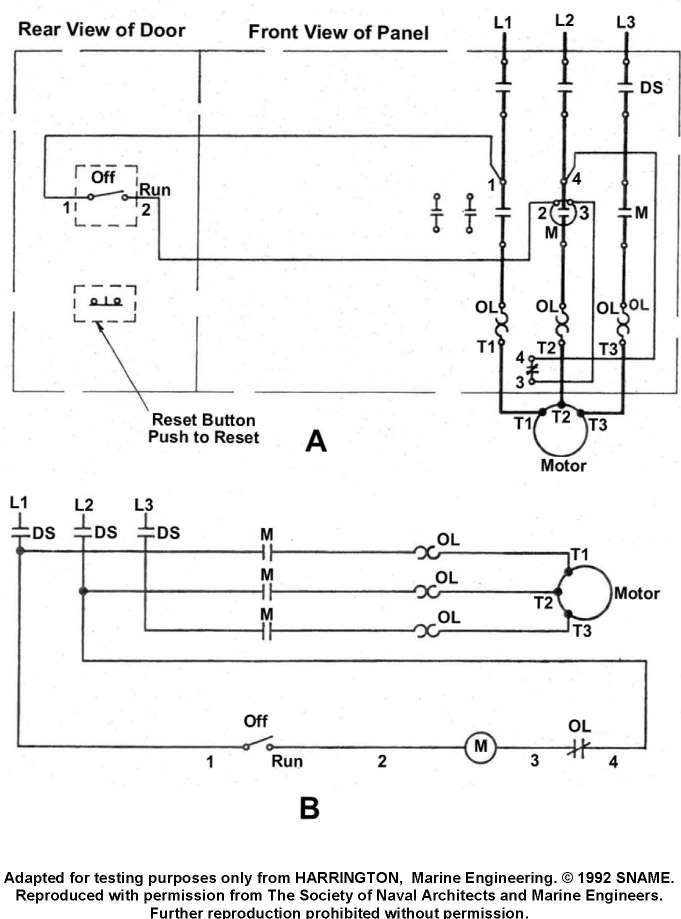 Rear View of Door
Front View of Panel
L1 L2 L3
DS
Off
Run
1 2
1
4
2 3
M
M
OL OL OL OL
T1 T2 T3
4
3
Reset Button
Push to Reset
T1 T2 T3
Motor
A
L1 L2 L3
DS DS DS
M OL
T1
M OL
T2 Motor
M OL
T3
Off
Run
OL
1 2 M 3 4
B
Adapted for testing purposes only from HARRINGTON, Marine Engineering. © 1992 SNAME.
Reproduced with permission from The Society of Naval Architects and Marine Engineers.
Further reproduction prohibited without permission.